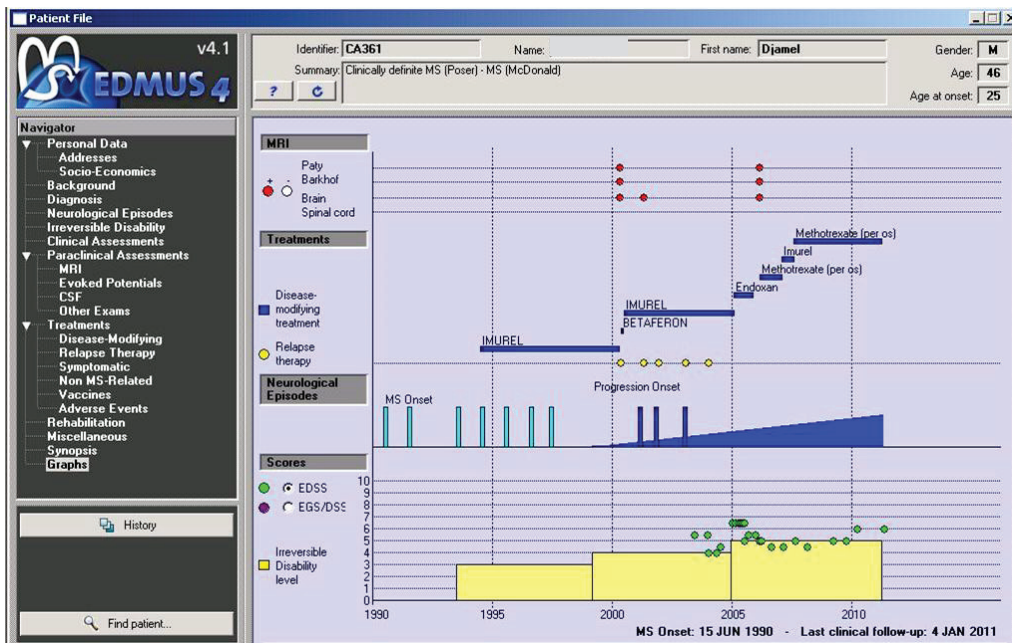 Patient File
v4.1
EDMUS 4
Identifier: CA361 Name: First name: Djamel Gender: M
Summary: Clinically definite MS (Poser) - MS (McDonald) Age: 46
? Age at onset: 25
Navigator
Personal Data
Addresses
Socio-Economics
Background
Diagnosis
Neurological Episodes
Irreversible Disability
Clinical Assessments
Paraclinical Assessments
MRI
Evoked Potentials
CSF
Other Exams
Treatments
Disease-Modifying
Relapse Therapy
Symptomatic
Non MS-Related
Vaccines
Adverse Events
Rehabilitation
Miscellaneous
Synopsis
Graphs
History
Find patient...
MRI
Paty
+ - Barkhof
Brain
Spinal cord
Treatments
Methotrexate (per os)
Imurel
Methotrexate (per os)
Endoxan
Disease-modifying treatment
IMUREL
BETAFERON
IMUREL
Relapse
therapy
Neurological
Episodes
Progression Onset
MS Onset
Scores
EDSS
EGS/DSS
Irreversible
Disability
level
10
9
8
7
6
5
4
3
2
1
0
1990 1995 2000 2005 2010
MS Onset: 15 JUN 1990 - Last clinical follow-up: 4 JAN 2011